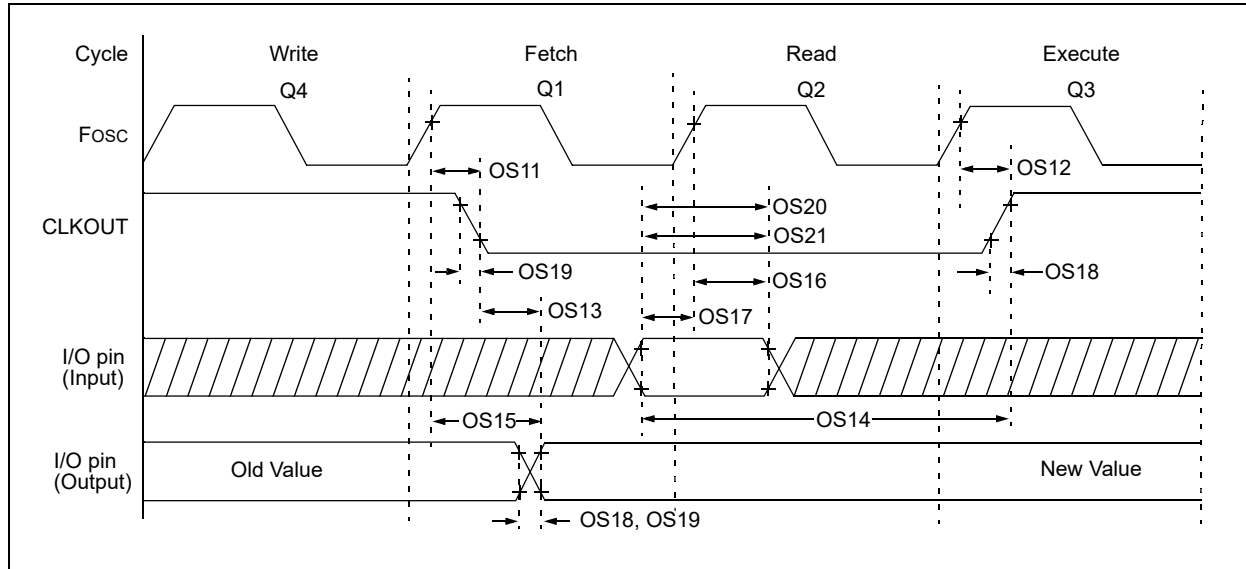 Cycle Write Fetch Read Execute
Q4 Q1 Q2 Q3
Fosc
OS11 OS12
OS20
CLKOUT
OS21
OS19 OS18
OS16
OS13 OS17
I/O pin
(Input)
OS15 OS14
I/O pin
(Output)
Old Value New Value
OS18, OS19